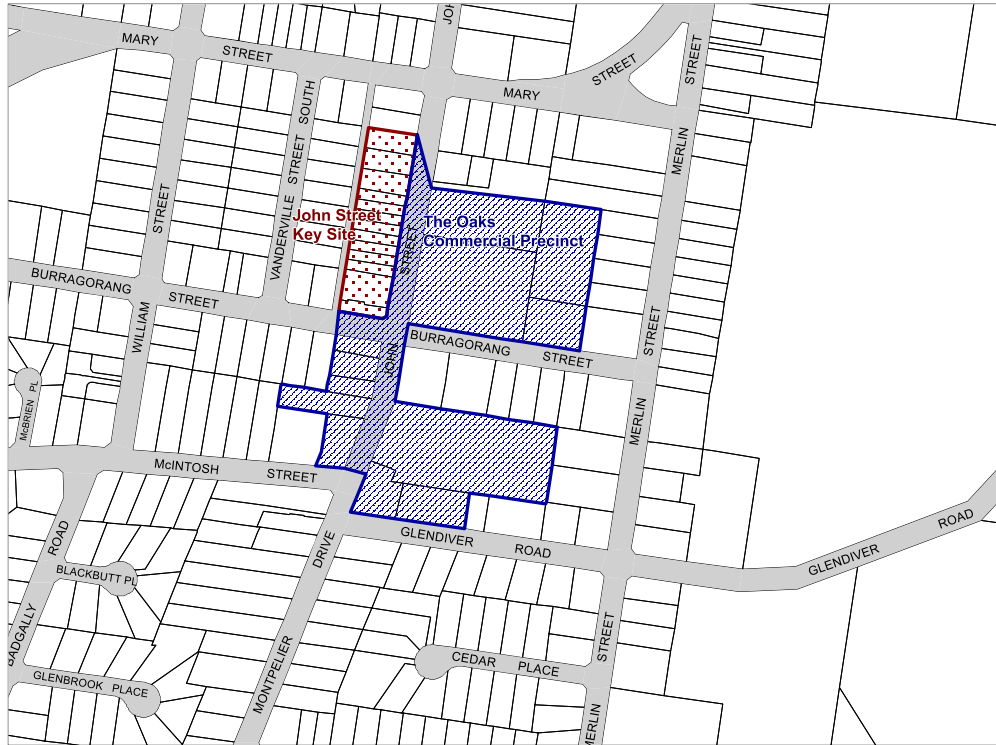 JOH
MARY STREET
STREET
STREET
MARY
SOUTH
STREET
VANDERVILLE
MERLIN
STREET
John Street
Key Site
The Oaks
Commercial Precinct
STREET
BURRAGORANG STREET
WILLIAM
JOHN
BURRAGORANG STREET
STREET
McBRIEN PL
MERLIN
McINTOSH STREET
ROAD
DRIVE
GLENDIVER ROAD
GLENDIVER ROAD
BLACKBUTT PL
BADGALLY
STREET
CEDAR PLACE
GLENBROOK PLACE
MONTPELIER
MERLIN